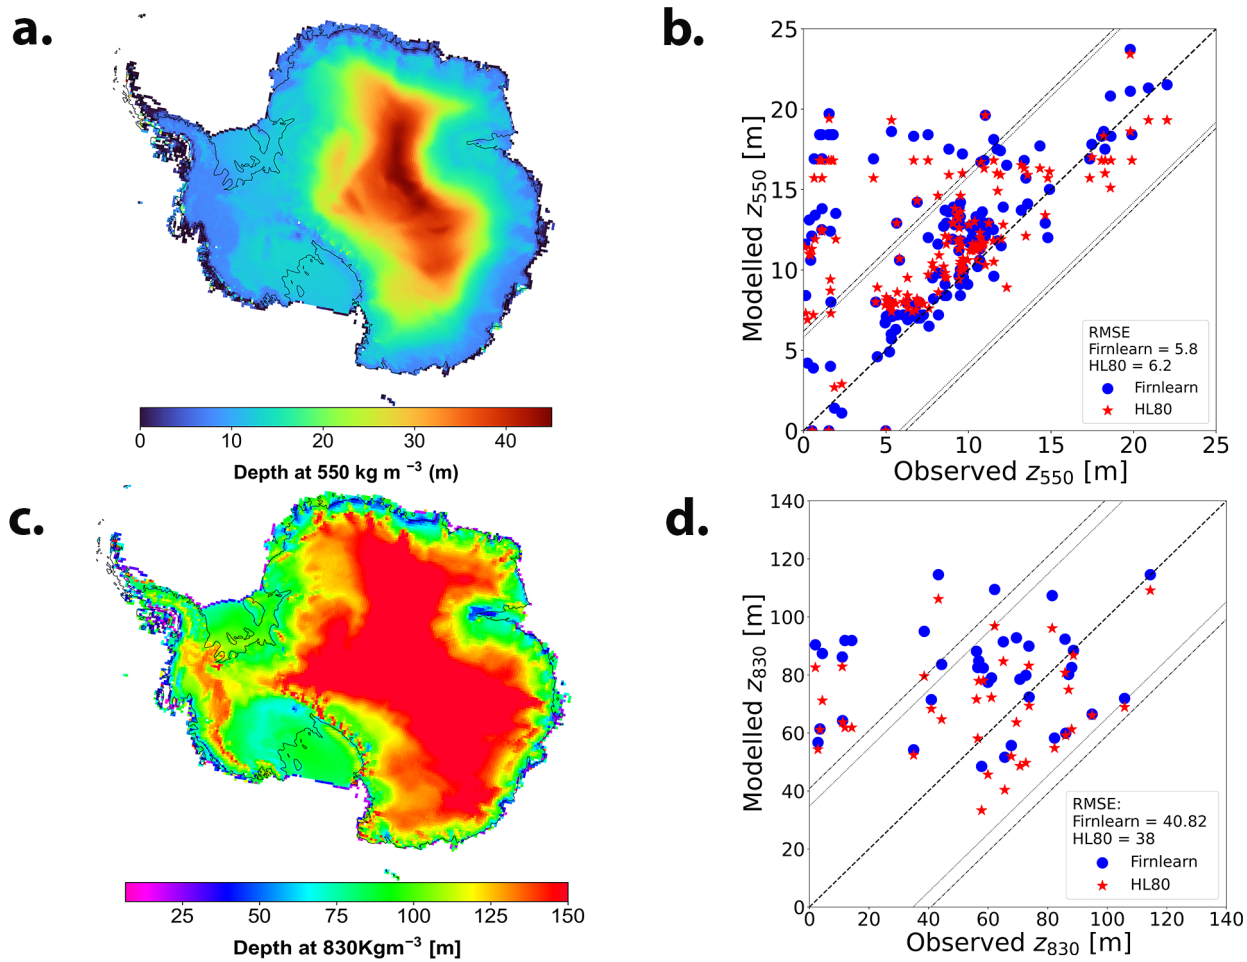 a.
0 10 20 30 40
Depth at 550 kg m⁻³ (m)
b.
25
20
15
10
5
0
Modelled z₅₅₀ [m]
RMSE
Firnlearn = 5.8
HL80 = 6.2
Firnlearn
HL80
0 5 10 15 20 25
Observed z₅₅₀ [m]
c.
25 50 75 100 125 150
Depth at 830Kgm⁻³ [m]
d.
140
120
100
80
60
40
20
0
Modelled z₈₃₀ [m]
RMSE:
Firnlearn = 40.82
HL80 = 38
Firnlearn
HL80
0 20 40 60 80 100 120 140
Observed z₈₃₀ [m]